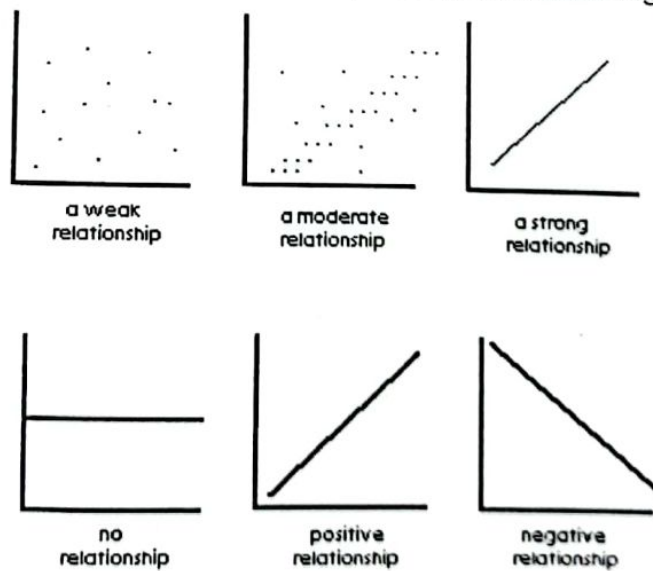 a weak
relationship
a moderate
relationship
a strong
relationship
no
relationship
positive
relationship
negative
relationship